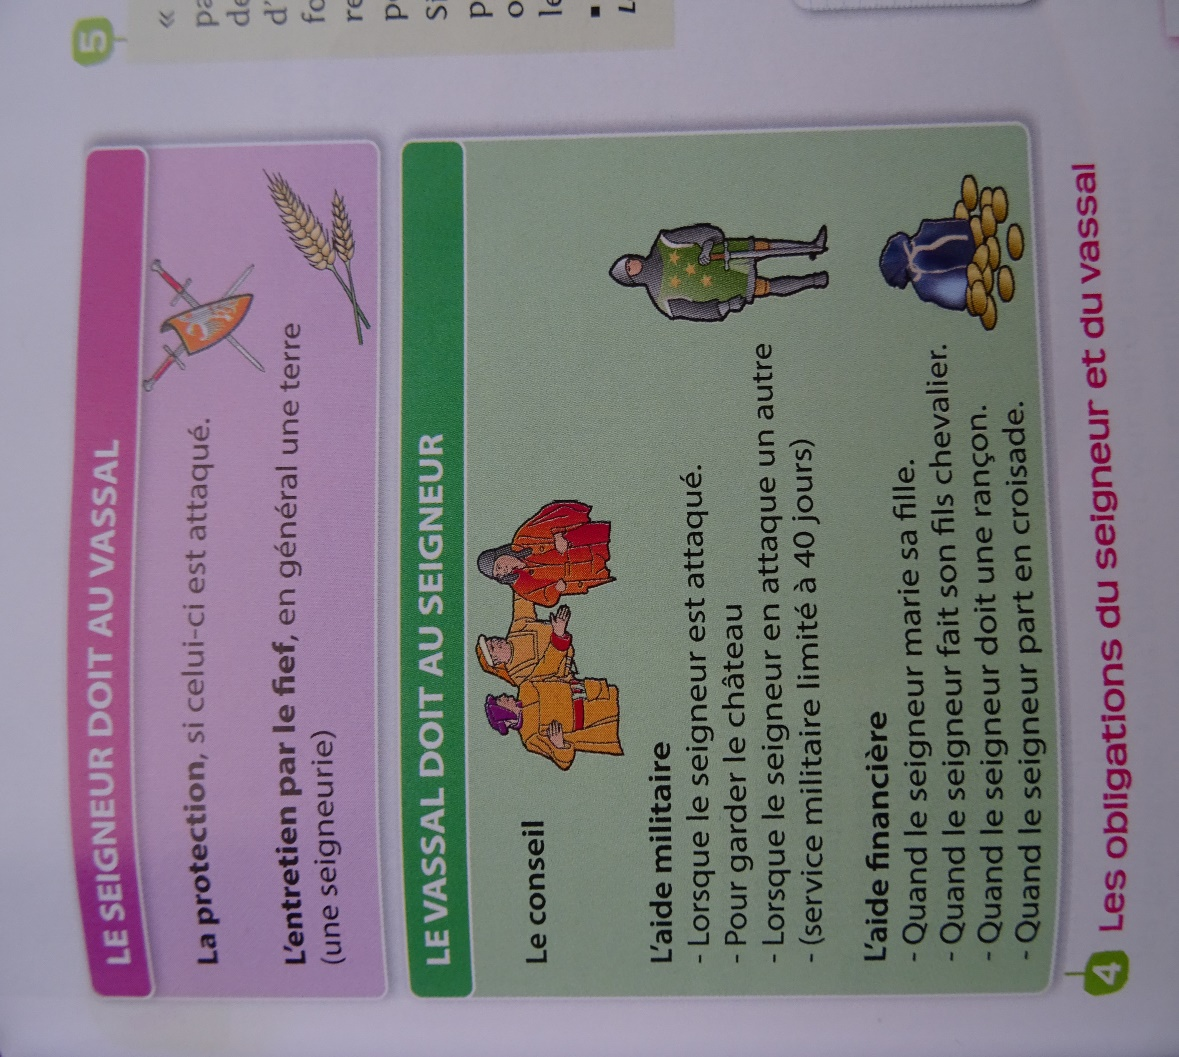 LE SEIGNEUR DOIT AU VASSAL
La protection, si celui-ci est attaqué.
L'entretien par le fief, en général une terre
(une seigneurie)
LE VASSAL DOIT AU SEIGNEUR
Le conseil
L'aide militaire
- Lorsque le seigneur est attaqué.
- Pour garder le château
- Lorsque le seigneur en attaque un autre
- (service militaire limité à 40 jours)
L'aide financière
- Quand le seigneur marie sa fille.
- Quand le seigneur fait son fils chevalier.
- Quand le seigneur doit une rançon.
- Quand le seigneur part en croisade.
4 Les obligations du seigneur et du vassal
5
«